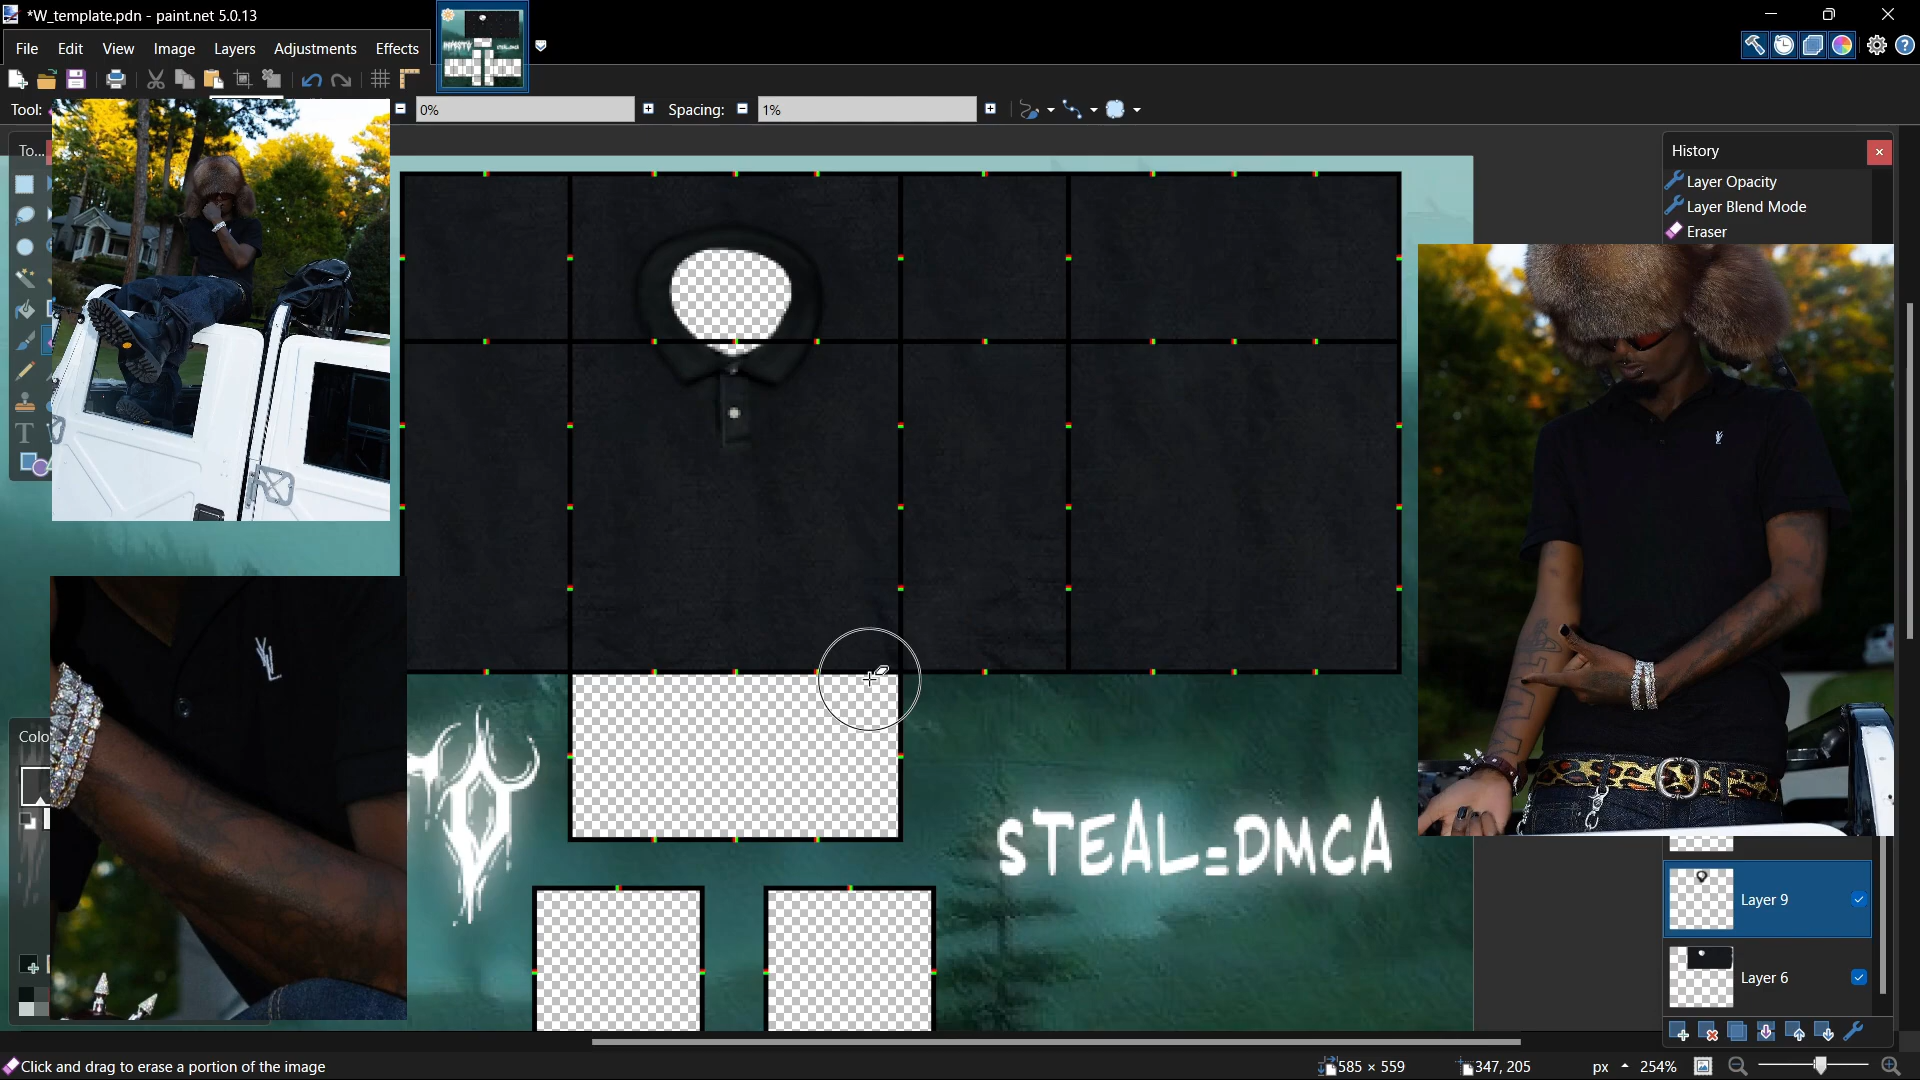 *W_template.pdn - paint.net 5.0.13
File Edit View Image Layers Adjustments Effects
Tool: 0% Spacing: 1%
To...
History
Layer Opacity
Layer Blend Mode
Eraser
Colo
STEAL=DMCA
Layer 9
Layer 6
Click and drag to erase a portion of the image
585 × 559 347, 205 px 254%